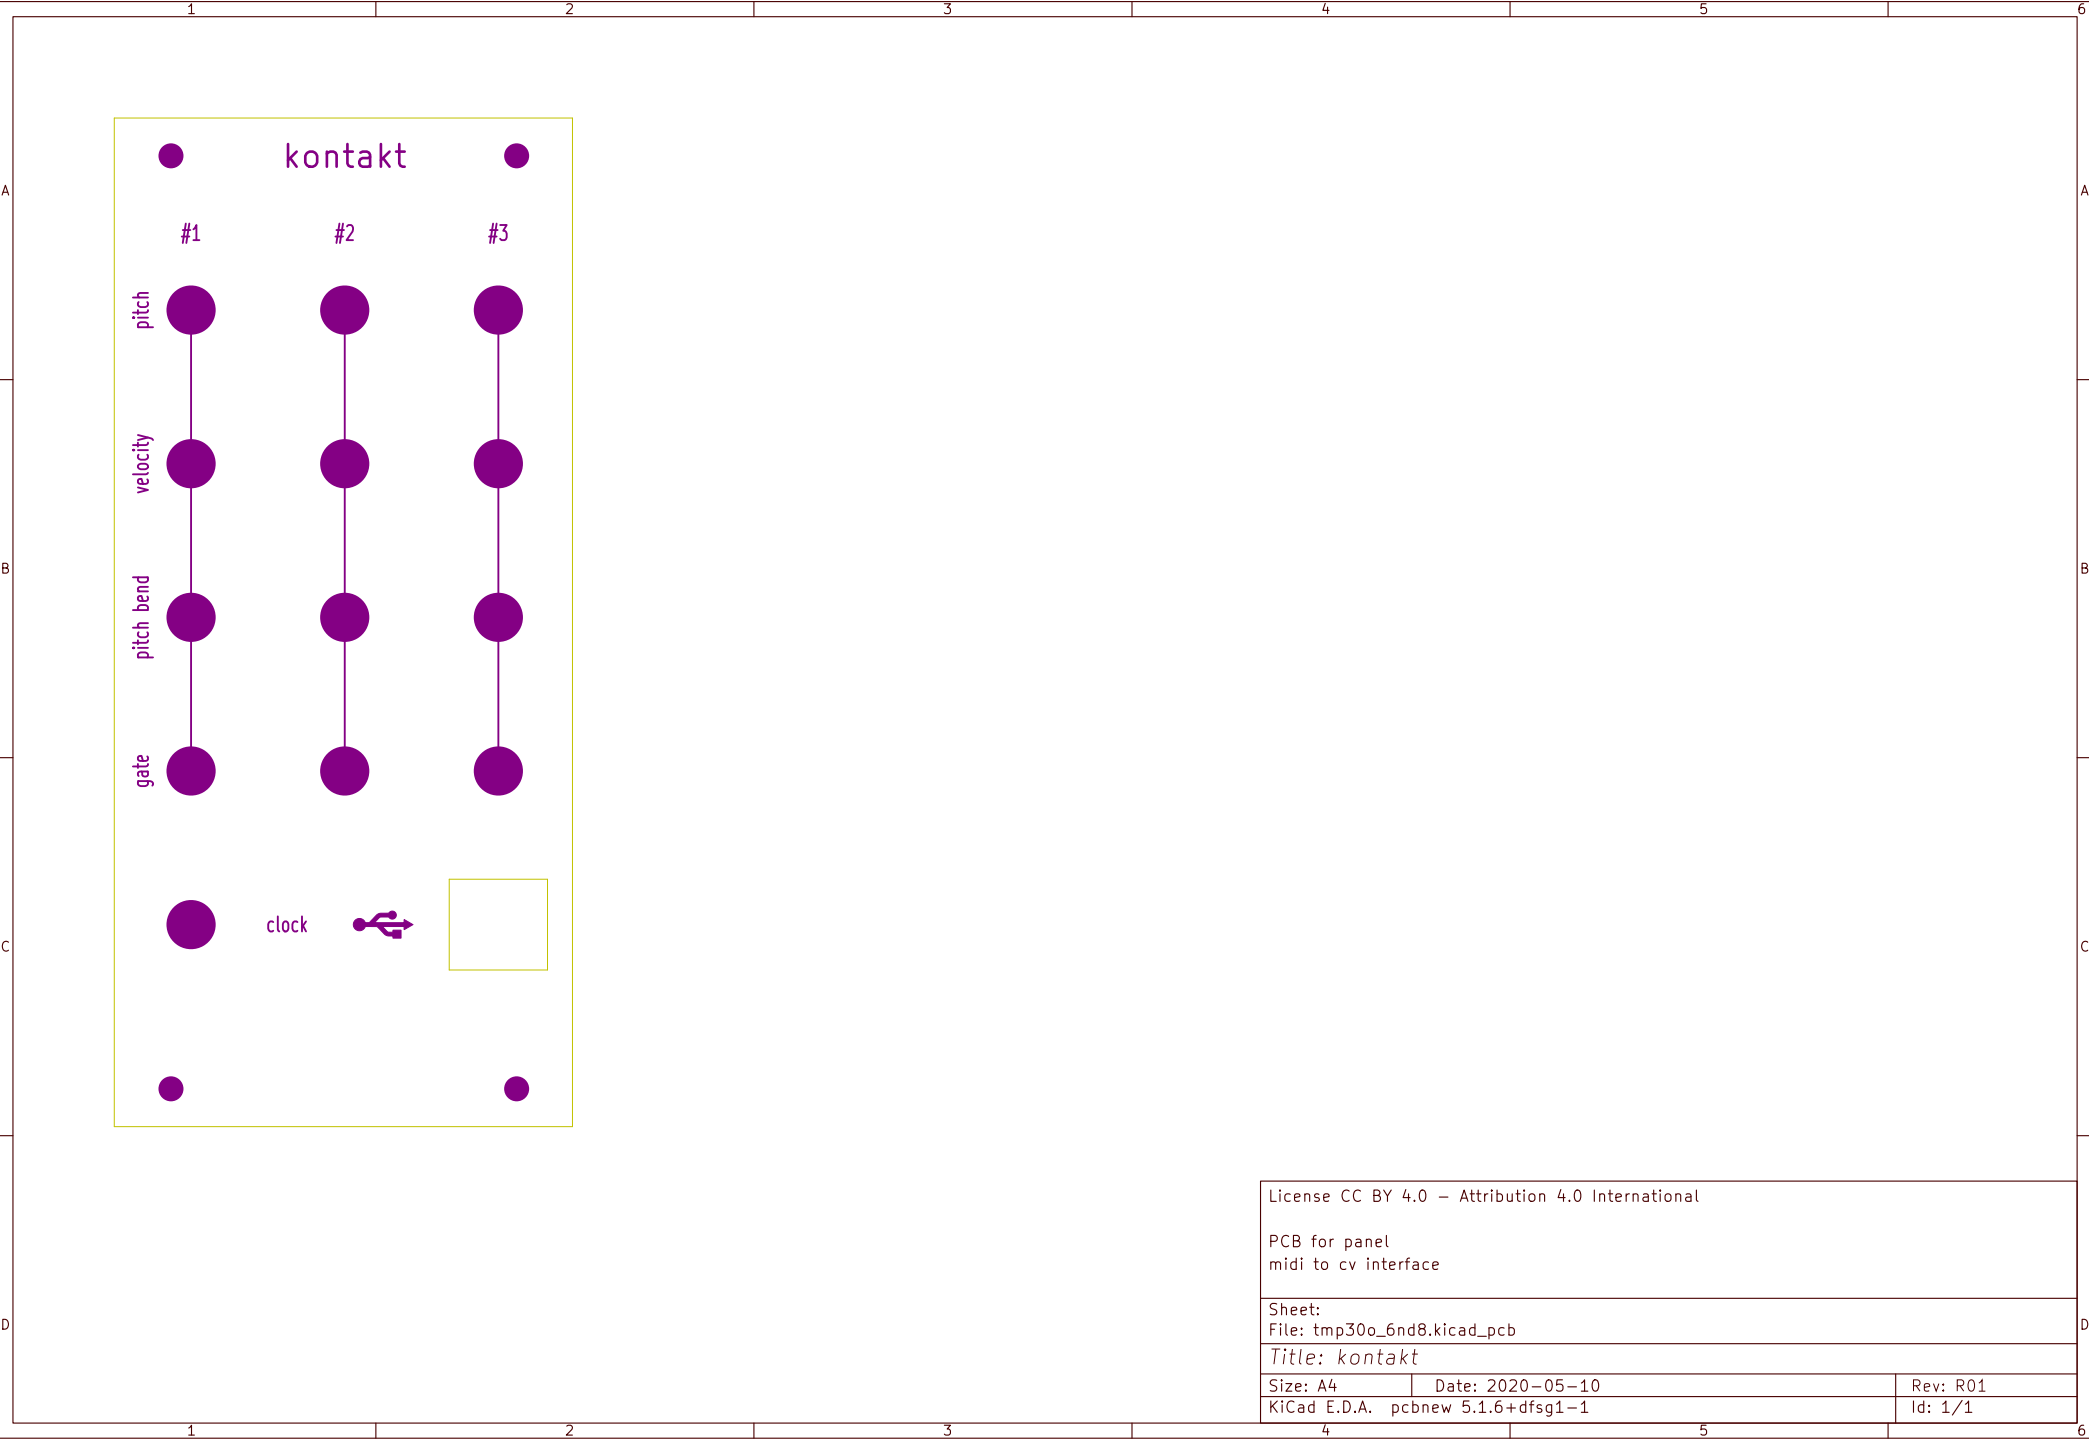 1 2 3 4 5 6
kontakt
A A
#1 #2 #3
pitch
velocity
B B
pitch bend
gate
clock
C C
License CC BY 4.0 – Attribution 4.0 International
PCB for panel
midi to cv interface
Sheet:
D D
File: tmp30o_6nd8.kicad_pcb
Title: kontakt
Size: A4 Date: 2020-05-10 Rev: R01
KiCad E.D.A. pcbnew 5.1.6+dfsg1-1 Id: 1/1
1 2 3 4 5 6